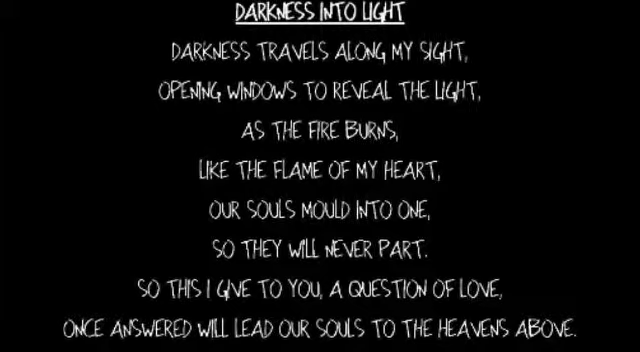 DARKNESS INTO LIGHT
DARKNESS TRAVELS ALONG MY SIGHT,
OPENING WINDOWS TO REVEAL THE LIGHT,
AS THE FIRE BURNS,
LIKE THE FLAME OF MY HEART,
OUR SOULS MOULD INTO ONE,
SO THEY WILL NEVER PART.
SO THIS I GIVE TO YOU, A QUESTION OF LOVE,
ONCE ANSWERED WILL LEAD OUR SOULS TO THE HEAVENS ABOVE.